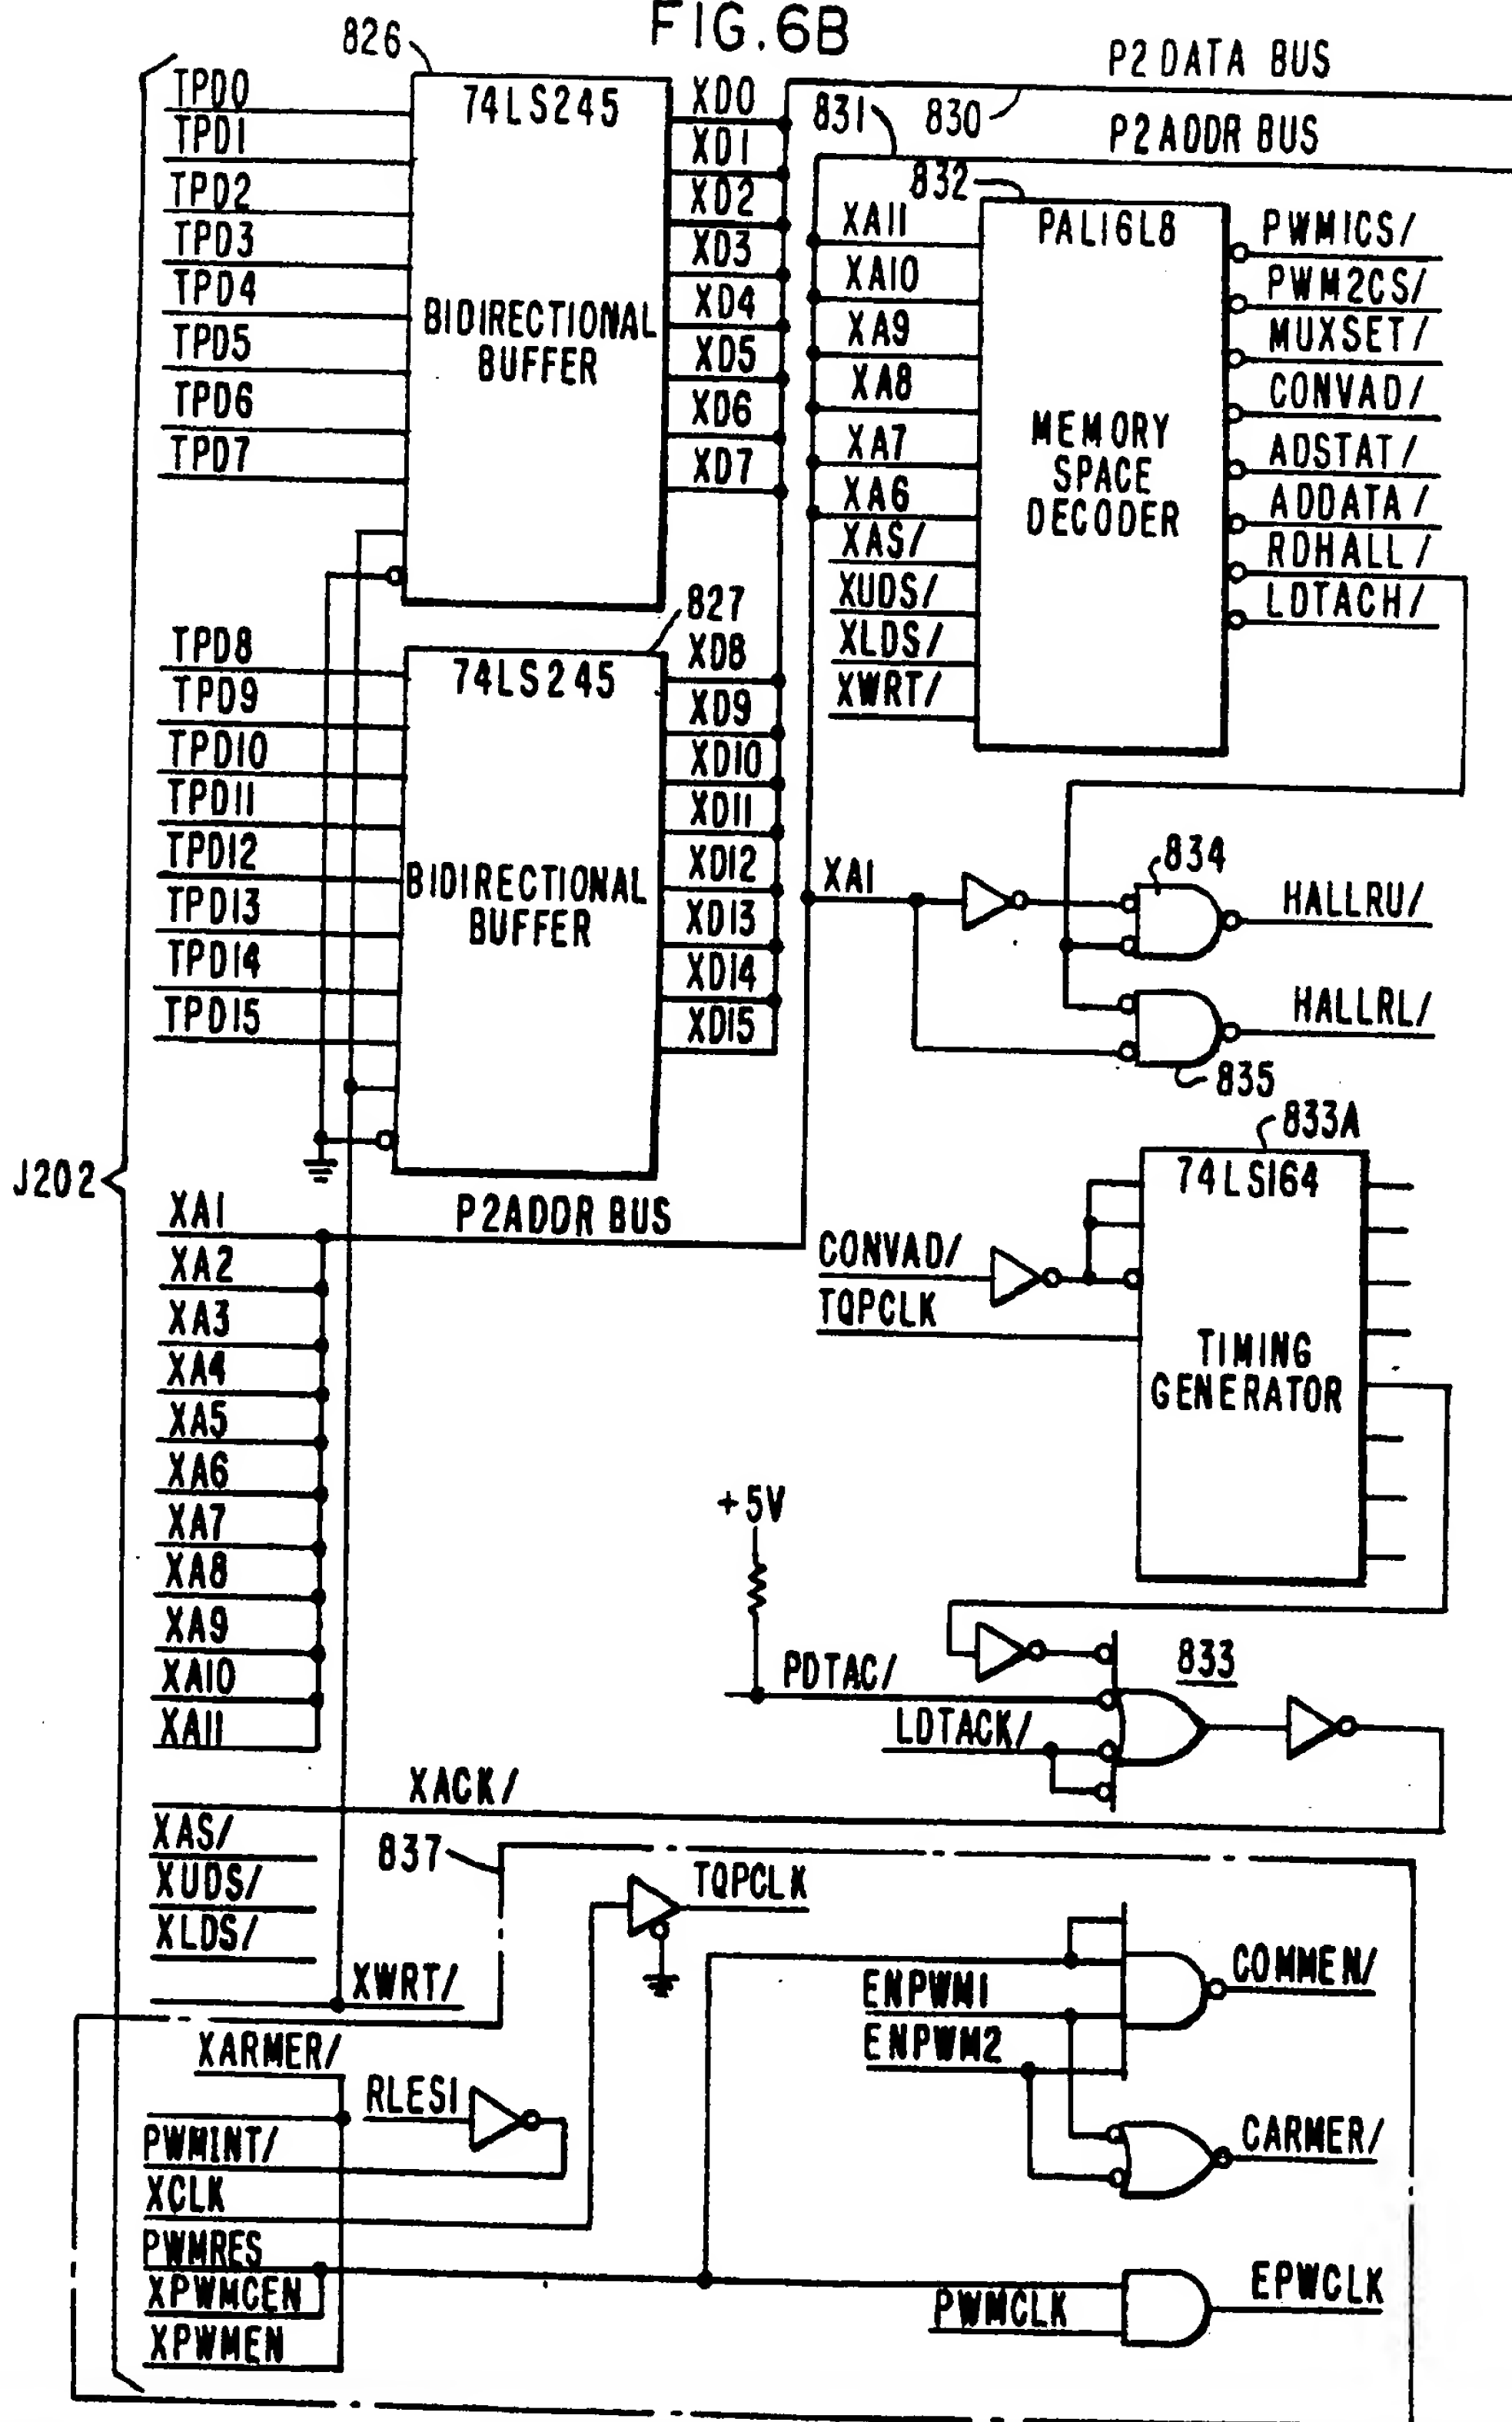 FIG.6B
826
TPD0
TPD1
TPD2
TPD3
TPD4
TPD5
TPD6
TPD7
74LS245
BIDIRECTIONAL
BUFFER
XD0
XD1
XD2
XD3
XD4
XD5
XD6
XD7
P2 DATA BUS
830
831
P2 ADDR BUS
832
XA11
XA10
XA9
XA8
XA7
XA6
XAS/
XUDS/
XLDS/
XWRT/
PAL16L8
MEMORY
SPACE
DECODER
PWM1CS/
PWM2CS/
MUXSET/
CONVAD/
ADSTAT/
ADDATA/
RDHALL/
LDTACH/
827
TPD8
TPD9
TPD10
TPD11
TPD12
TPD13
TPD14
TPD15
74LS245
BIDIRECTIONAL
BUFFER
XD8
XD9
XD10
XD11
XD12
XD13
XD14
XD15
XA1
834
HALLRU/
HALLRL/
835
J202
P2ADDR BUS
XA1
XA2
XA3
XA4
XA5
XA6
XA7
XA8
XA9
XA10
XA11
833A
74LS164
CONVAD/
TQPCLK
TIMING
GENERATOR
+5V
PDTAC/
LDTACK/
833
XACK/
XAS/
XUDS/
XLDS/
XWRT/
837
TQPCLK
ENPWM1
ENPWM2
COMMEN/
CARMER/
XARMER/
RLES1
PWMINT/
XCLK
PWMRES
XPWMCEN
XPWMEN
PWMCLK
EPWCLK